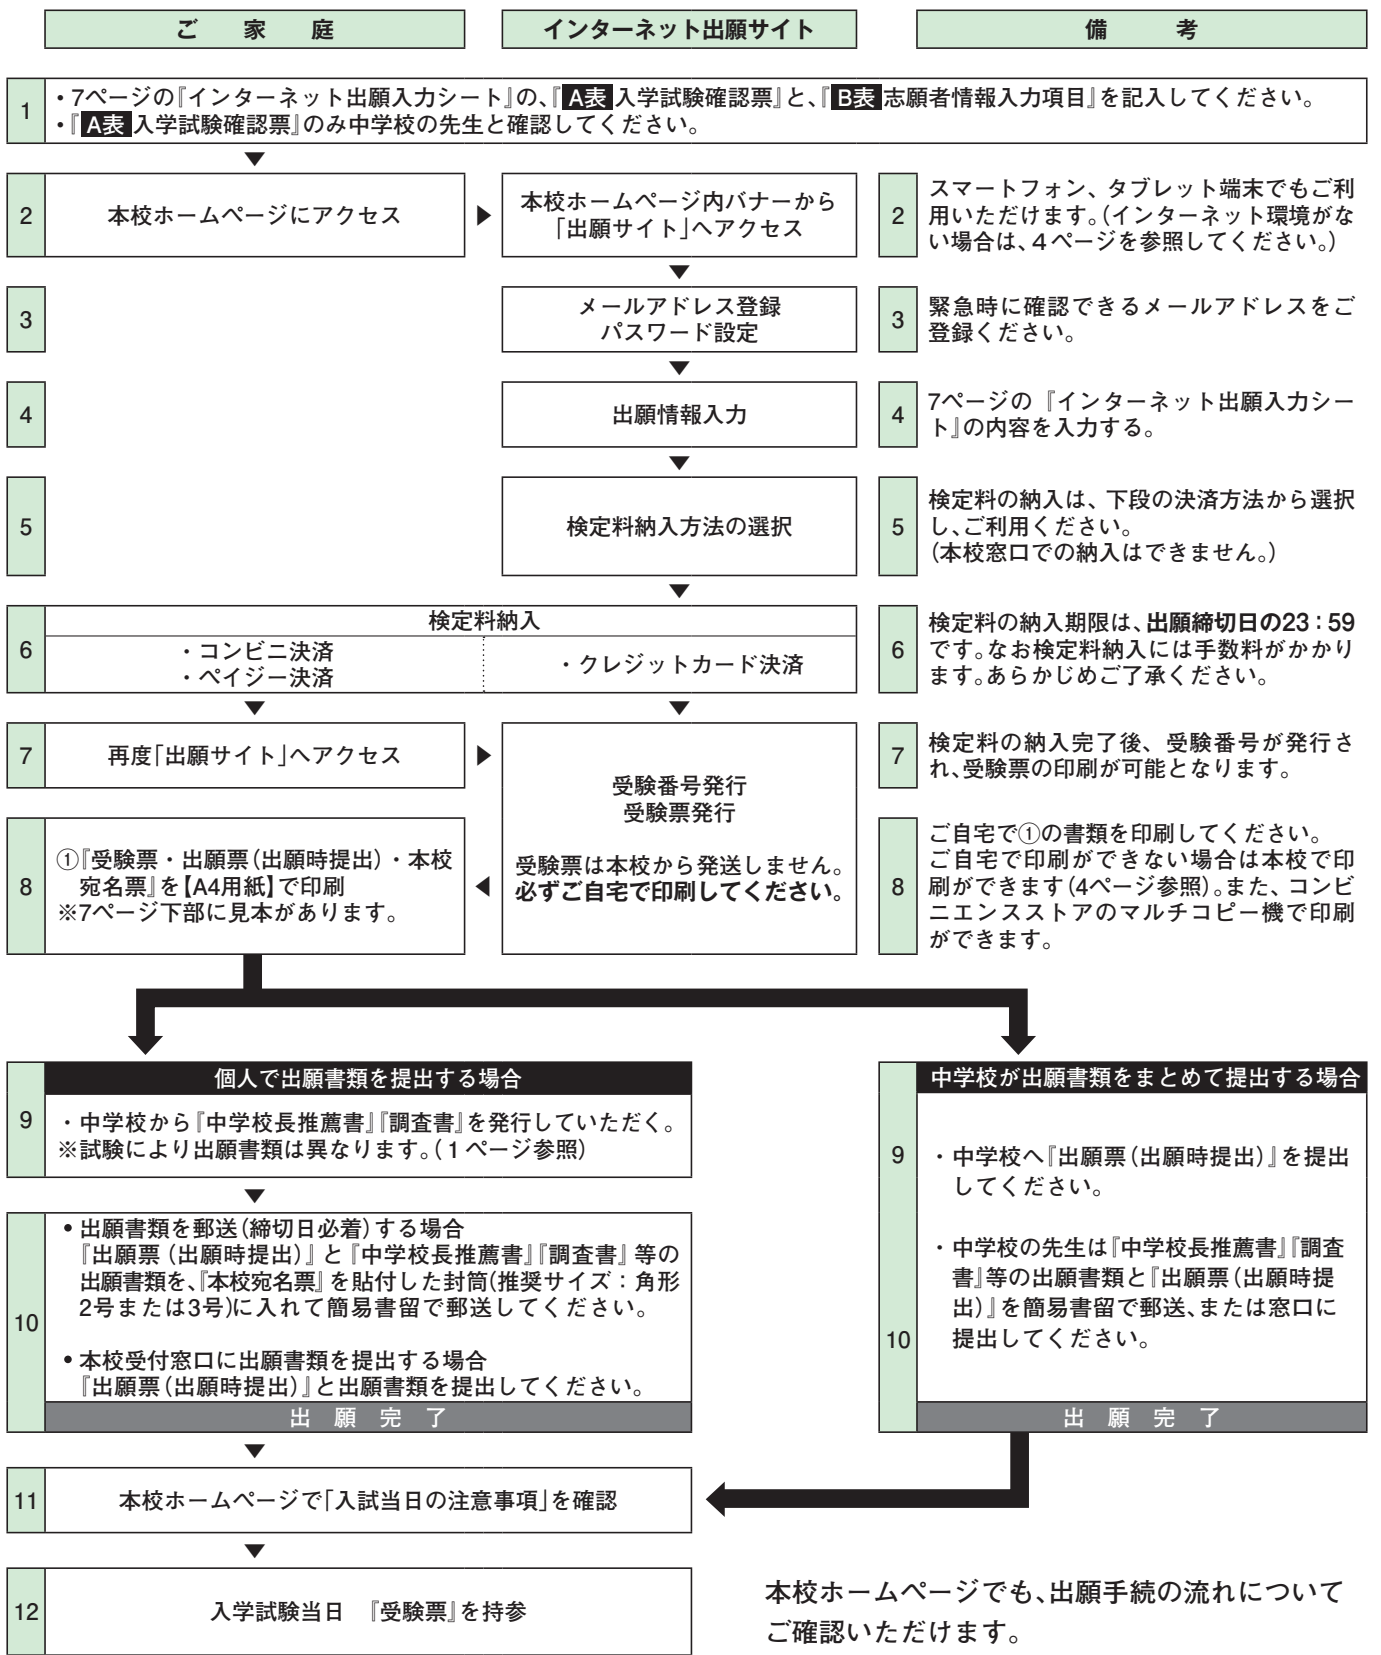 ご　家　庭
インターネット出願サイト
備　考
1
・7ページの『インターネット出願入力シート』の、『A表 入学試験確認票』と、『B表 志願者情報入力項目』を記入してください。
・『A表 入学試験確認票』のみ中学校の先生と確認してください。
▼
2
本校ホームページにアクセス
▶
本校ホームページ内バナーから
「出願サイト」へアクセス
2
スマートフォン、タブレット端末でもご利
用いただけます。(インターネット環境がな
い場合は、4ページを参照してください。)
▼
3
メールアドレス登録
パスワード設定
3
緊急時に確認できるメールアドレスをご
登録ください。
▼
4
出願情報入力
4
7ページの『インターネット出願入力シー
ト』の内容を入力する。
▼
5
検定料納入方法の選択
5
検定料の納入は、下段の決済方法から選択
し、ご利用ください。
(本校窓口での納入はできません。)
▼
6
検定料納入
・コンビニ決済
・ペイジー決済
・クレジットカード決済
6
検定料の納入期限は、出願締切日の23：59
です。なお検定料納入には手数料がかかり
ます。あらかじめご了承ください。
▼
▼
7
再度「出願サイト」へアクセス
▶
受験番号発行
受験票発行
受験票は本校から発送しません。
必ずご自宅で印刷してください。
7
検定料の納入完了後、受験番号が発行さ
れ、受験票の印刷が可能となります。
8
①『受験票・出願票(出願時提出)・本校
宛名票』を【A4用紙】で印刷
※7ページ下部に見本があります。
◀
8
ご自宅で①の書類を印刷してください。
ご自宅で印刷ができない場合は本校で印
刷ができます(4ページ参照)。また、コンビ
ニエンスストアのマルチコピー機で印刷
ができます。
9
個人で出願書類を提出する場合
・中学校から『中学校長推薦書』『調査書』を発行していただく。
※試験により出願書類は異なります。(1ページ参照)
▼
10
●出願書類を郵送(締切日必着)する場合
『出願票(出願時提出)』と『中学校長推薦書』『調査書』等の
出願書類を、『本校宛名票』を貼付した封筒(推奨サイズ：角形
2号または3号)に入れて簡易書留で郵送してください。
●本校受付窓口に出願書類を提出する場合
『出願票(出願時提出)』と出願書類を提出してください。
出　願　完　了
中学校が出願書類をまとめて提出する場合
9
・中学校へ『出願票(出願時提出)』を提出
してください。
10
・中学校の先生は『中学校長推薦書』『調査
書』等の出願書類と『出願票(出願時提
出)』を簡易書留で郵送、または窓口に
提出してください。
出　願　完　了
▼
11
本校ホームページで「入試当日の注意事項」を確認
▼
12
入学試験当日　『受験票』を持参
本校ホームページでも、出願手続の流れについて
ご確認いただけます。